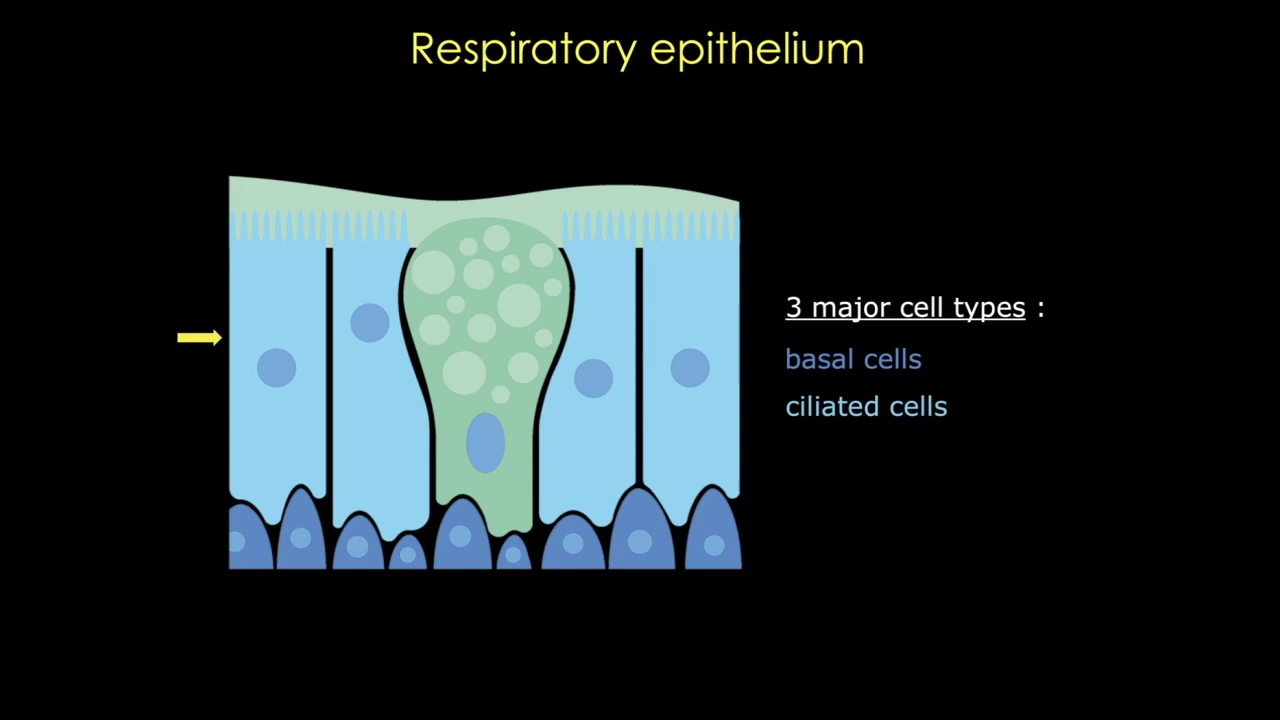 Respiratory epithelium
3 major cell types :
basal cells
ciliated cells